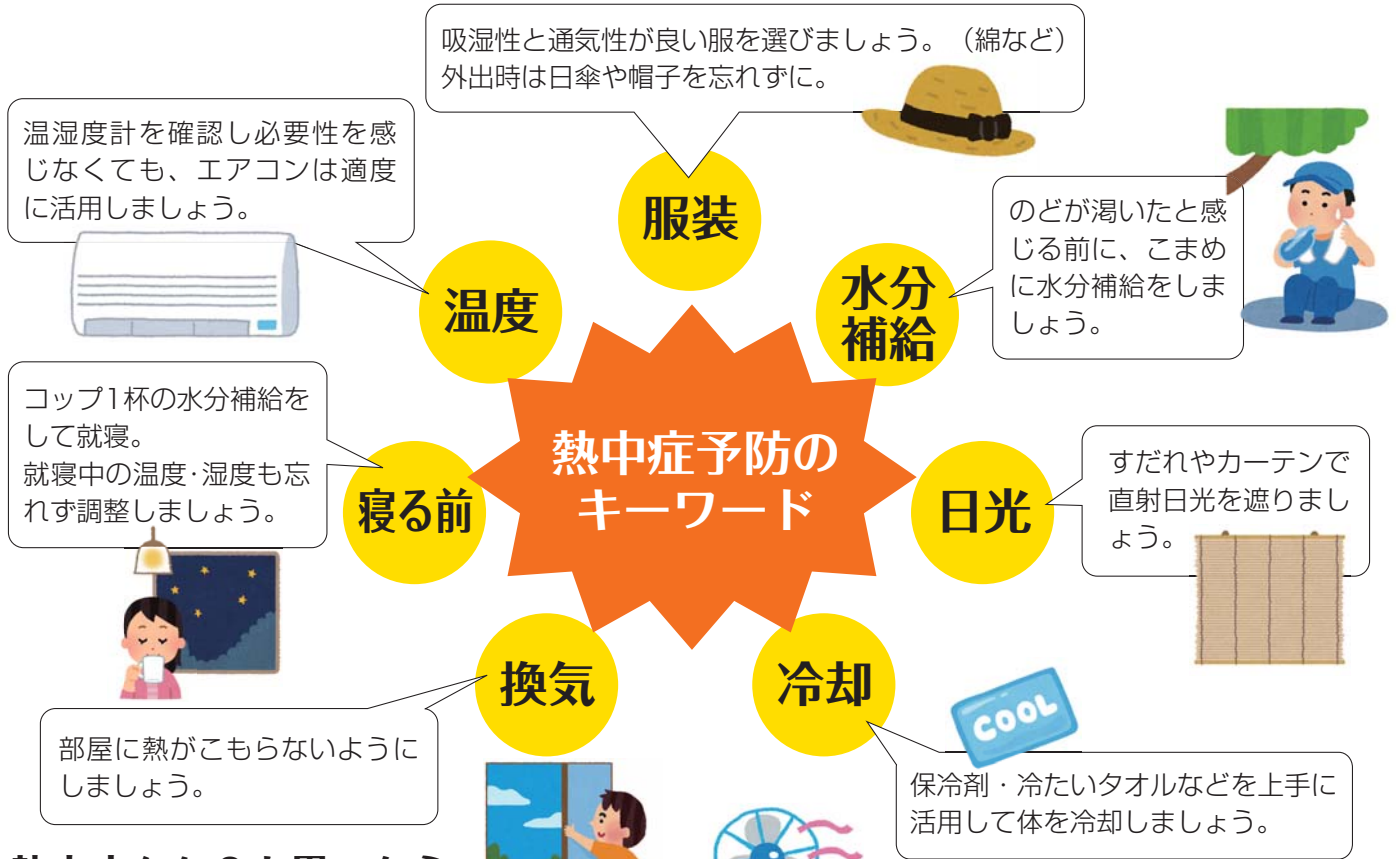 吸湿性と通気性が良い服を選びましょう。（綿など）
外出時は日傘や帽子を忘れずに。
服装
温湿度計を確認し必要性を感
じなくても、エアコンは適度
に活用しましょう。
温度
のどが渇いたと感
じる前に、こまめ
に水分補給をしま
しょう。
水分
補給
コップ1杯の水分補給を
して就寝。
就寝中の温度・湿度も忘
れず調整しましょう。
寝る前
熱中症予防の
キーワード
すだれやカーテンで
直射日光を遮りまし
ょう。
日光
部屋に熱がこもらないように
しましょう。
換気
冷却
COOL
保冷剤・冷たいタオルなどを上手に
活用して体を冷却しましょう。